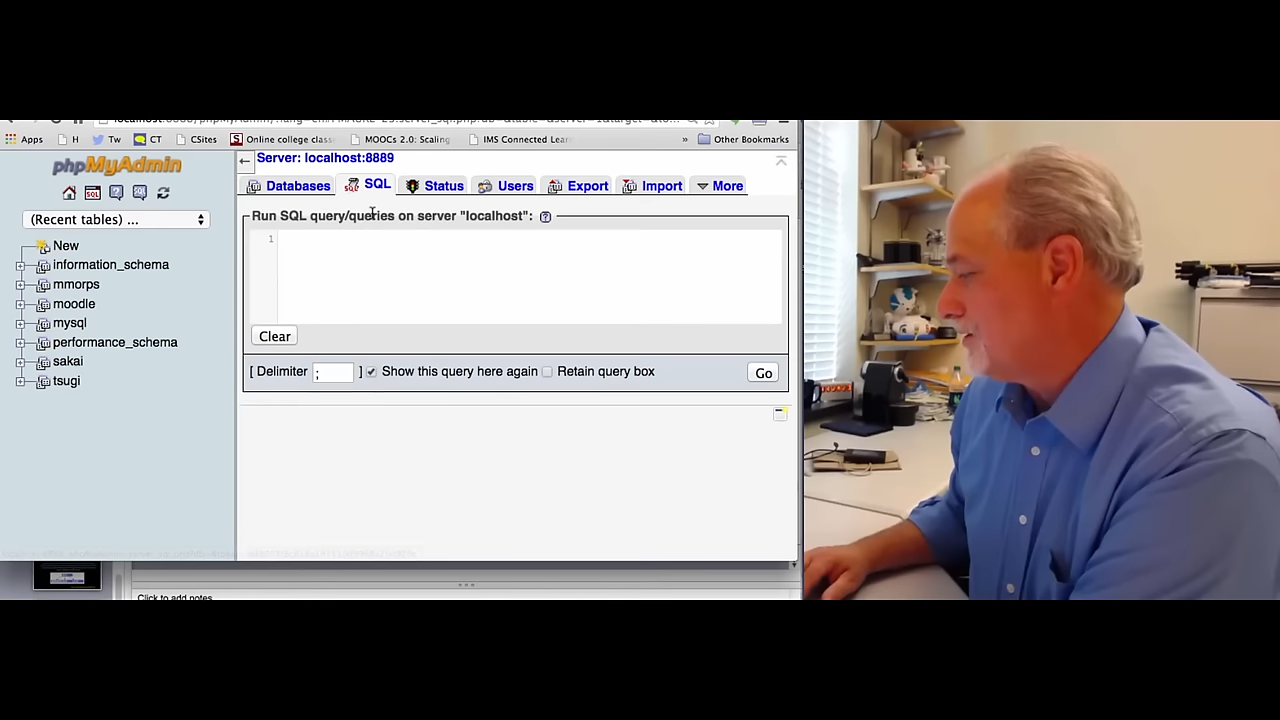 Apps H Tw CT CSites Online college class MOOCs 2.0: Scaling IMS Connected Lear » Other Bookmarks
phpMyAdmin
Server: localhost:8889
Databases SQL Status Users Export Import More
(Recent tables) ...
Run SQL query/queries on server "localhost":
1
New
information_schema
mmorps
moodle
mysql
performance_schema
sakai
tsugi
Clear
[ Delimiter ; ] Show this query here again Retain query box Go
Click to add notes